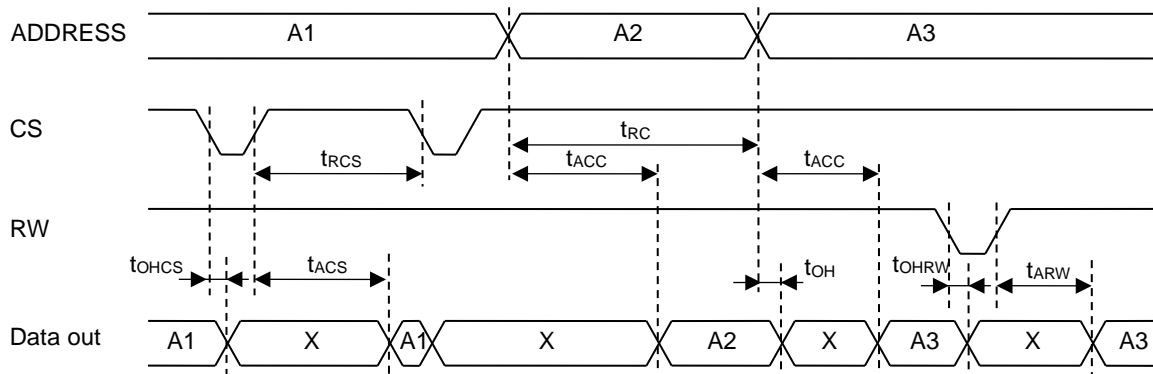 ADDRESS A1 A2 A3
CS
tRCS tRC
tACC tACC
RW
tOHCS tACS tOH tOHRW tARW
Data out A1 X A1 X A2 X A3 X A3